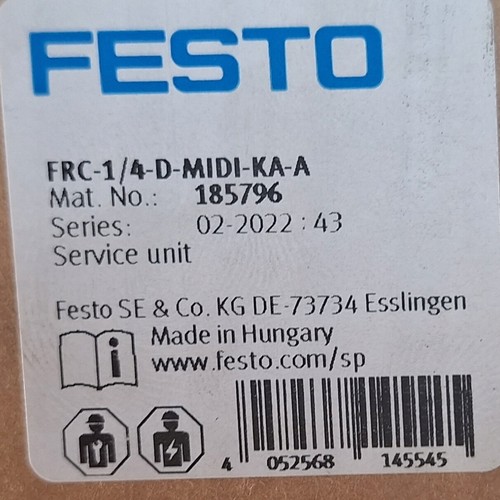 FESTO
FRC-1/4-D-MIDI-KA-A
Mat. No.: 185796
Series: 02-2022 : 43
Service unit
Festo SE & Co. KG DE-73734 Esslingen
Made in Hungary
www.festo.com/sp
4 052568 145545